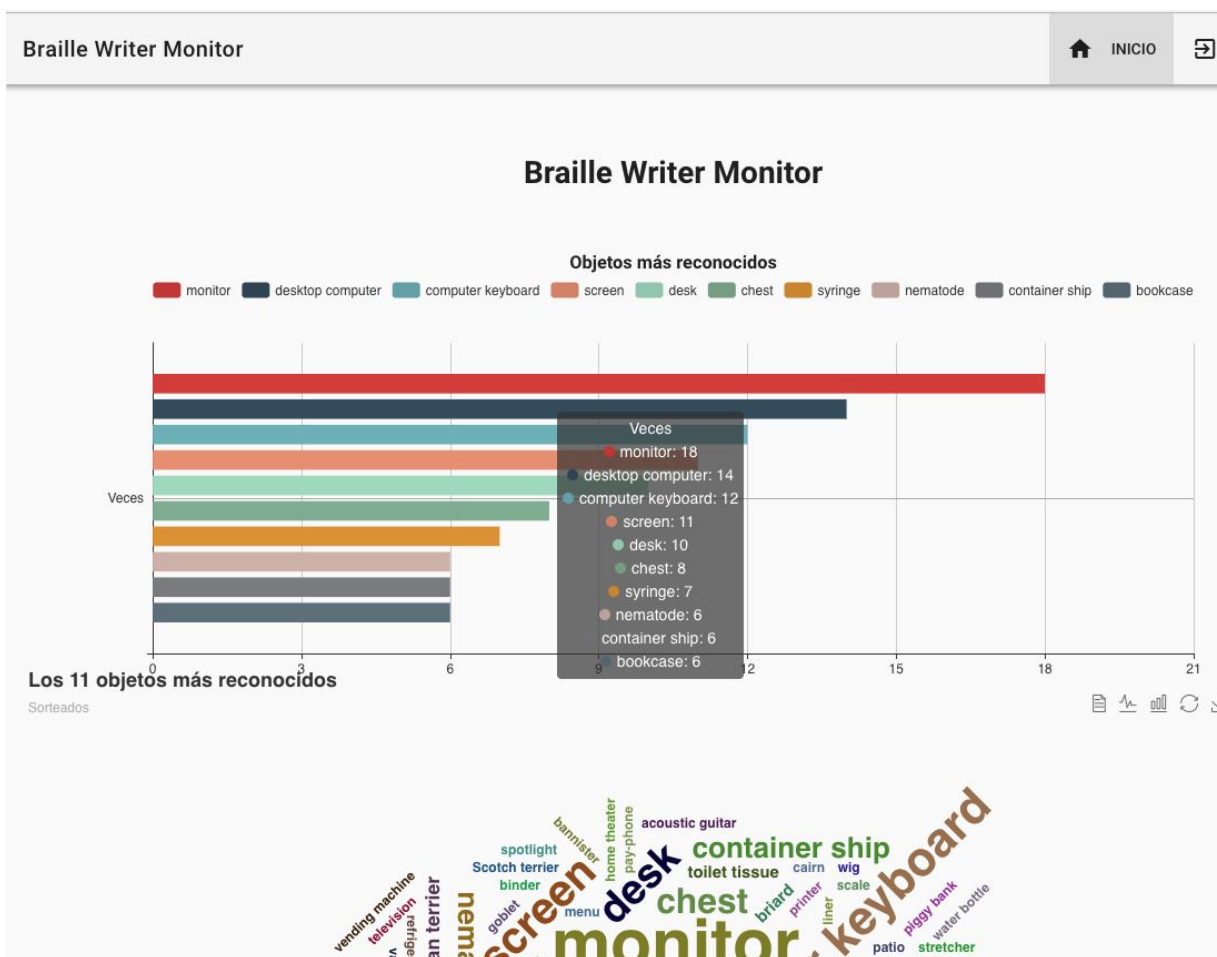 Braille Writer Monitor
INICIO
Braille Writer Monitor
Objetos más reconocidos
monitor desktop computer computer keyboard screen desk chest syringe nematode container ship bookcase
Veces
Veces
monitor: 18
desktop computer: 14
computer keyboard: 12
screen: 11
desk: 10
chest: 8
syringe: 7
nematode: 6
container ship: 6
bookcase: 6
0 3 6 9 12 15 18 21
Los 11 objetos más reconocidos
Sorteados
bannister
home theater
pay-phone
acoustic guitar
keyboard
spotlight
Scotch terrier
binder
screen
desk
container ship
toilet tissue
cairn
wig
vending machine
television
goblet
menu
chest
briard
printer
scale
liner
piggy bank
water bottle
monitor
patio
stretcher